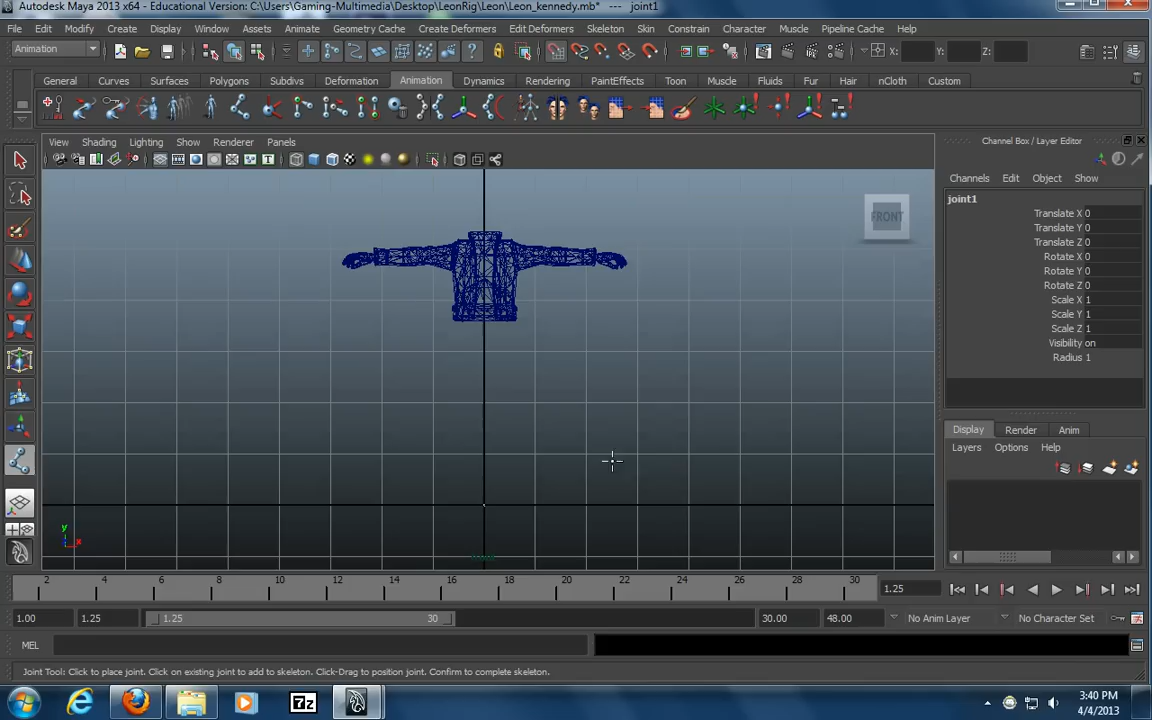 Autodesk Maya 2013 x64 - Educational Version: C:\Users\Gaming-Multimedia\Desktop\LeonRig\Leon\Leon_kennedy.mb* --- joint1
File Edit Modify Create Display Window Assets Animate Geometry Cache Create Deformers Edit Deformers Skeleton Skin Constrain Character Muscle Pipeline Cache Help
Animation X: Y: Z:
General Curves Surfaces Polygons Subdivs Deformation Animation Dynamics Rendering PaintEffects Toon Muscle Fluids Fur Hair nCloth Custom
View Shading Lighting Show Renderer Panels
Channel Box / Layer Editor
Channels Edit Object Show
joint1
Translate X 0
Translate Y 0
Translate Z 0
Rotate X 0
Rotate Y 0
Rotate Z 0
Scale X 1
Scale Y 1
Scale Z 1
Visibility on
Radius 1
FRONT
Display Render Anim
Layers Options Help
y
x
2 4 6 8 10 12 14 16 18 20 22 24 26 28 30 1.25
1.00 1.25 1.25 30 30.00 48.00 No Anim Layer No Character Set
MEL
Joint Tool: Click to place joint. Click on existing joint to add to skeleton. Click-Drag to position joint. Confirm to complete skeleton.
7z
3:40 PM
4/4/2013